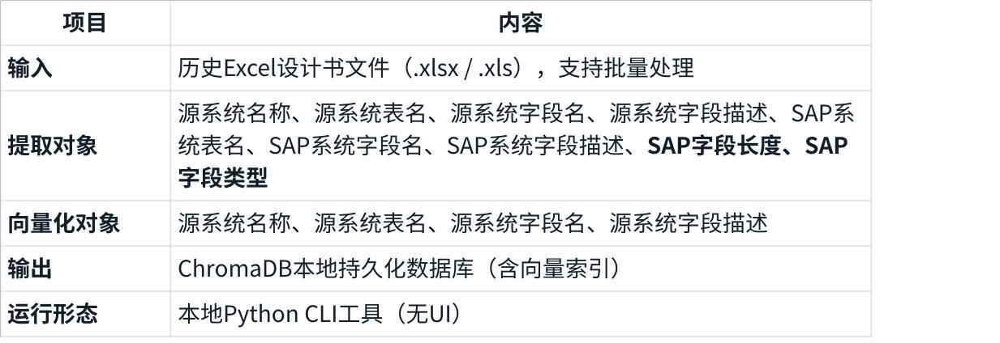 项目 内容
输入 历史Excel设计书文件（.xlsx / .xls），支持批量处理
提取对象 源系统名称、源系统表名、源系统字段名、源系统字段描述、SAP系
统表名、SAP系统字段名、SAP系统字段描述、SAP字段长度、SAP
字段类型
向量化对象 源系统名称、源系统表名、源系统字段名、源系统字段描述
输出 ChromaDB本地持久化数据库（含向量索引）
运行形态 本地Python CLI工具（无UI）